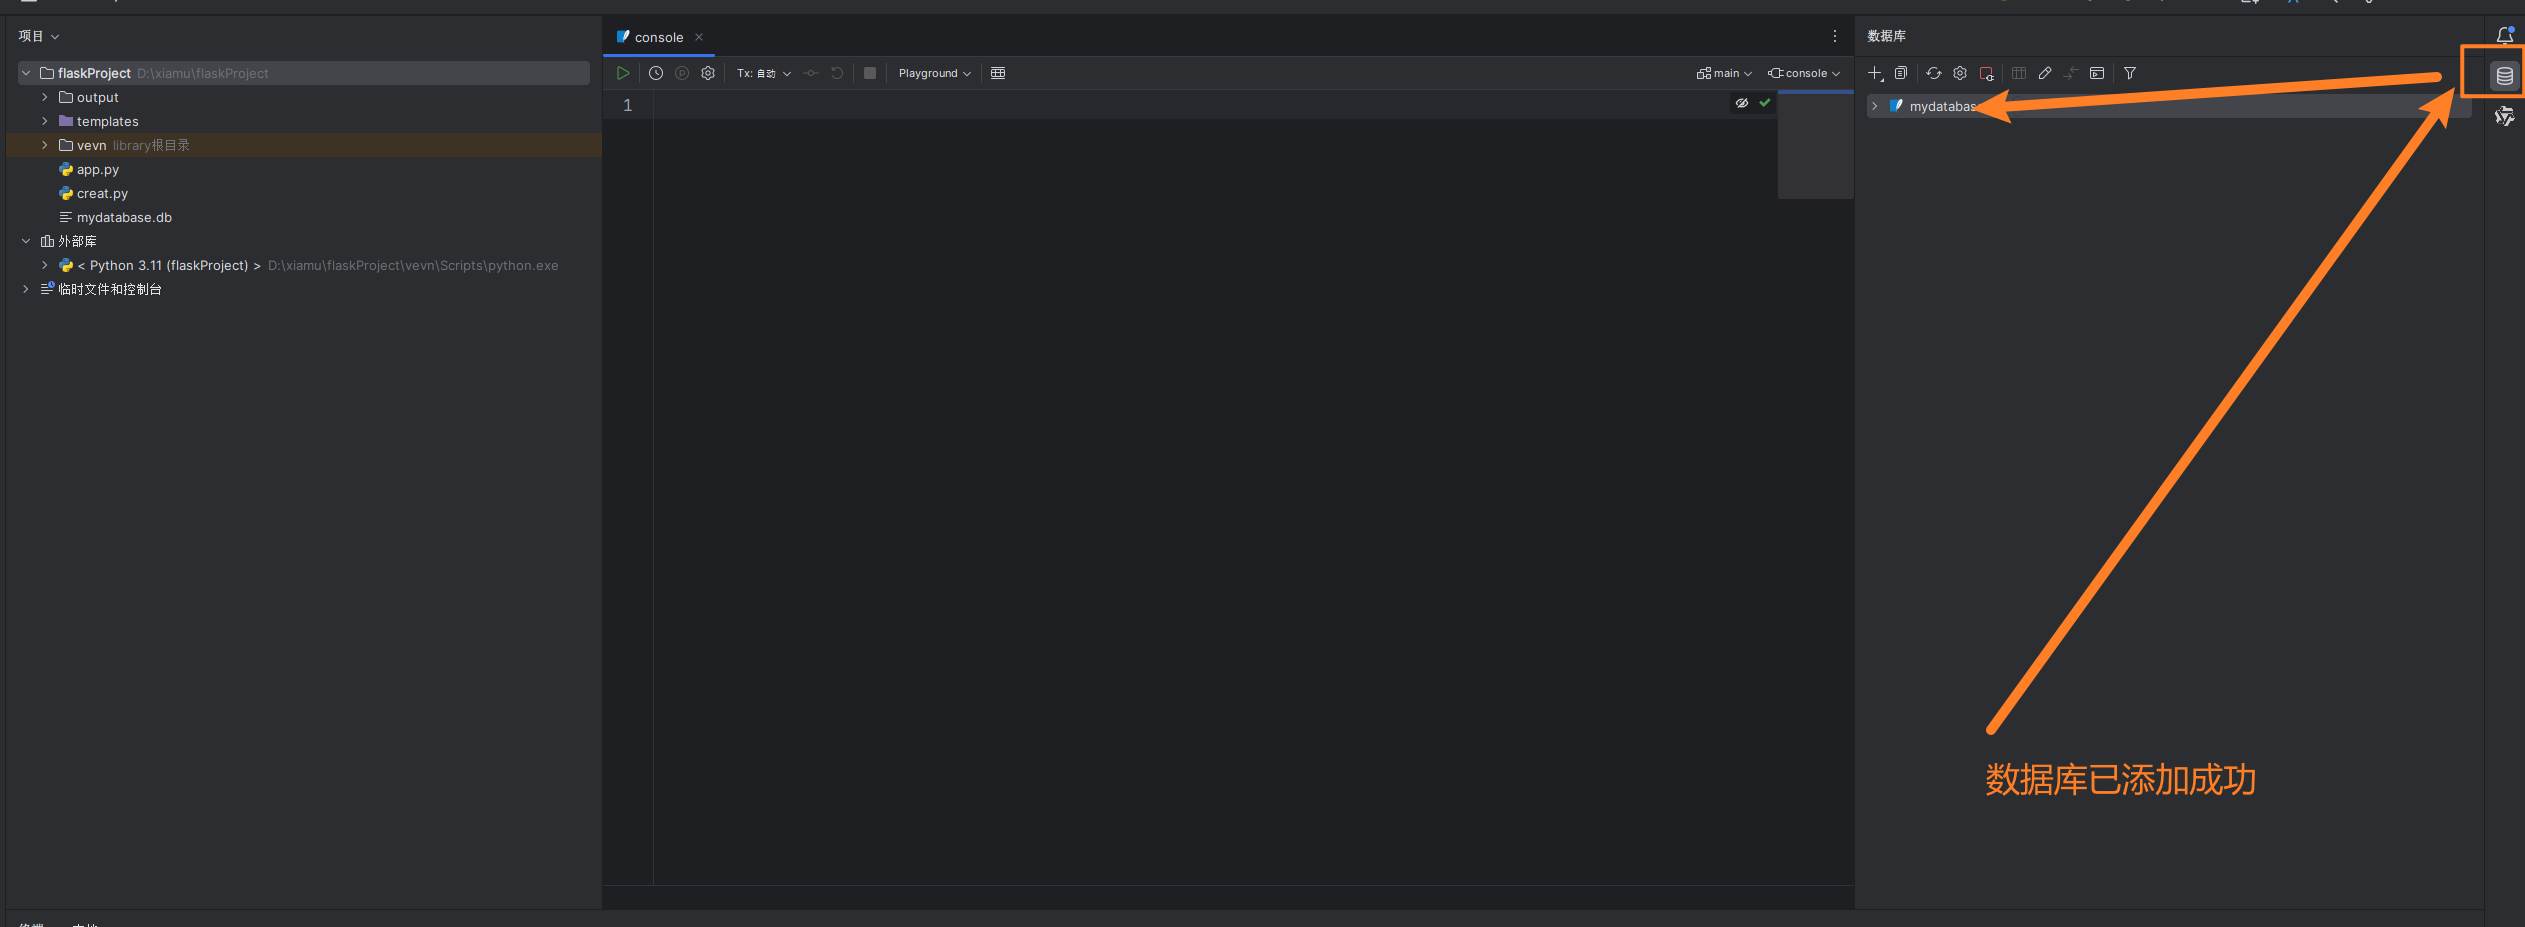 项目
flaskProject D:\xiamu\flaskProject
output
templates
vevn library根目录
app.py
creat.py
mydatabase.db
外部库
< Python 3.11 (flaskProject) > D:\xiamu\flaskProject\vevn\Scripts\python.exe
临时文件和控制台
console
Tx: 自动
Playground
main
console
1
数据库
mydatabase
数据库已添加成功